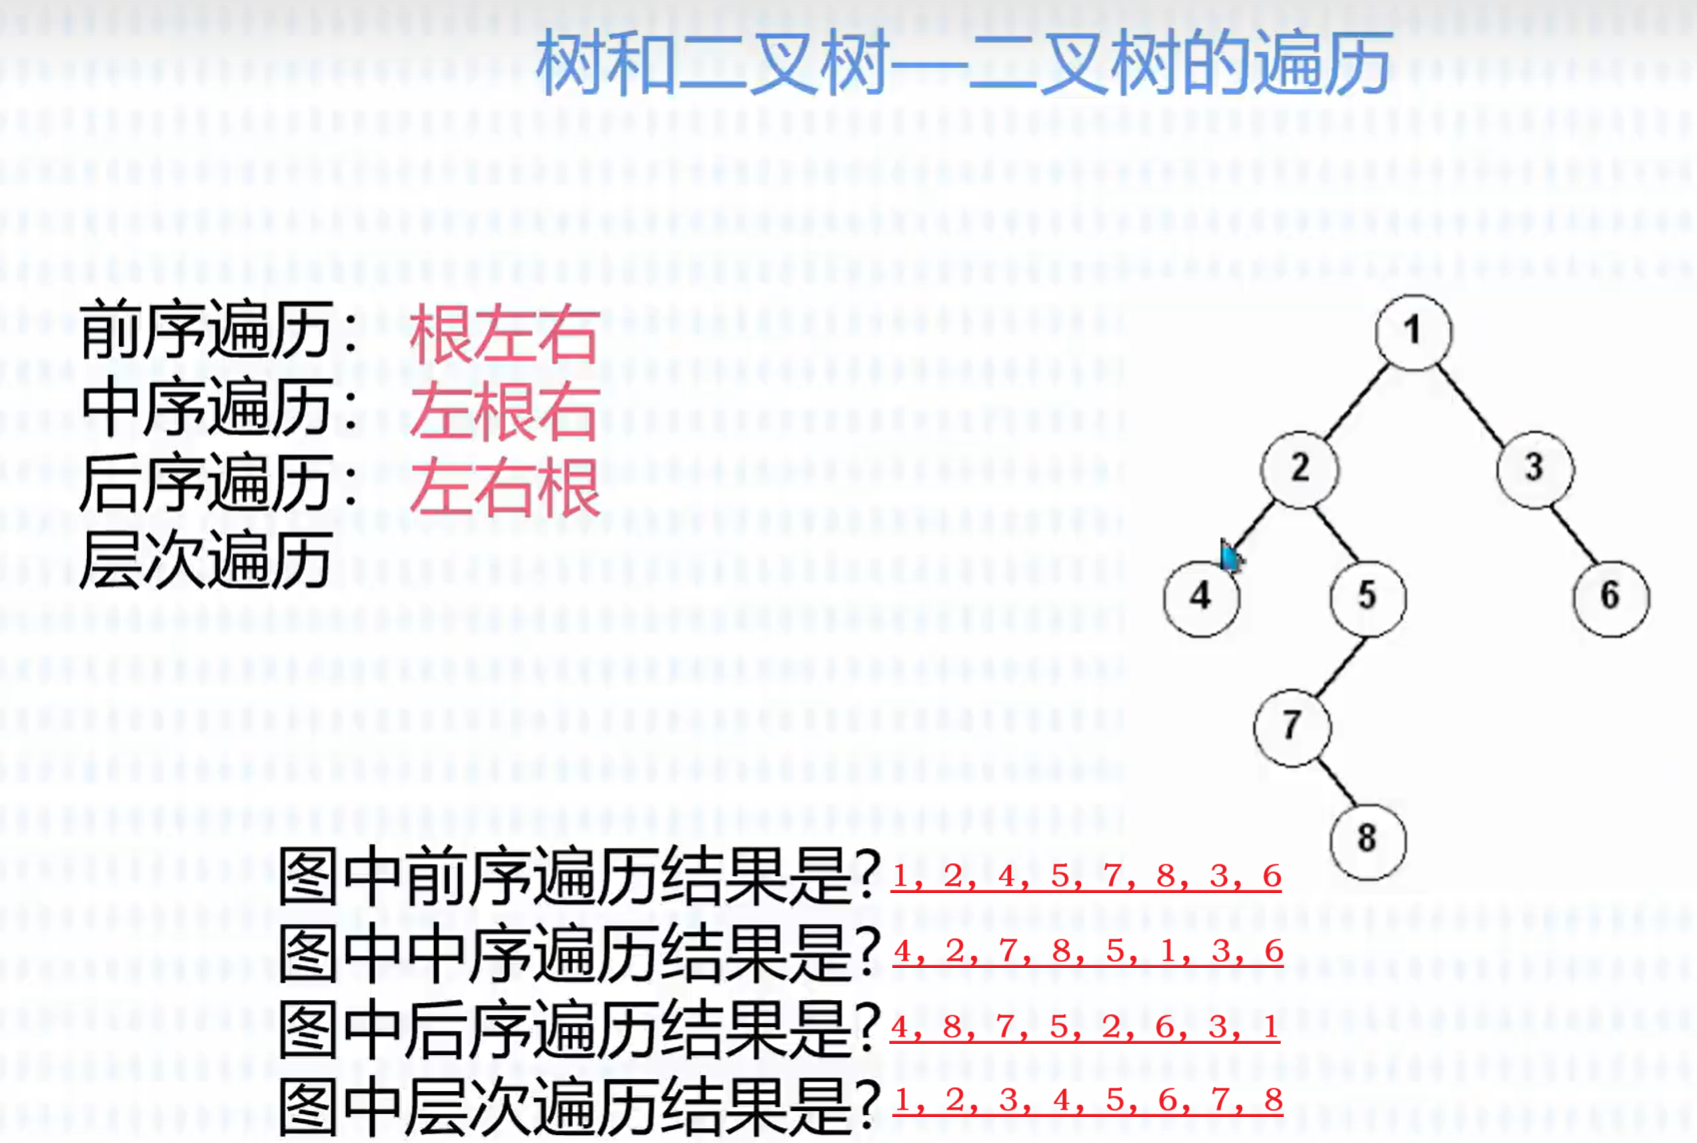 树和二叉树—二叉树的遍历
前序遍历：根左右
中序遍历：左根右
后序遍历：左右根
层次遍历
1
2
3
4
5
6
7
8
图中前序遍历结果是?1, 2, 4, 5, 7, 8, 3, 6
图中中序遍历结果是?4, 2, 7, 8, 5, 1, 3, 6
图中后序遍历结果是?4, 8, 7, 5, 2, 6, 3, 1
图中层次遍历结果是?1, 2, 3, 4, 5, 6, 7, 8